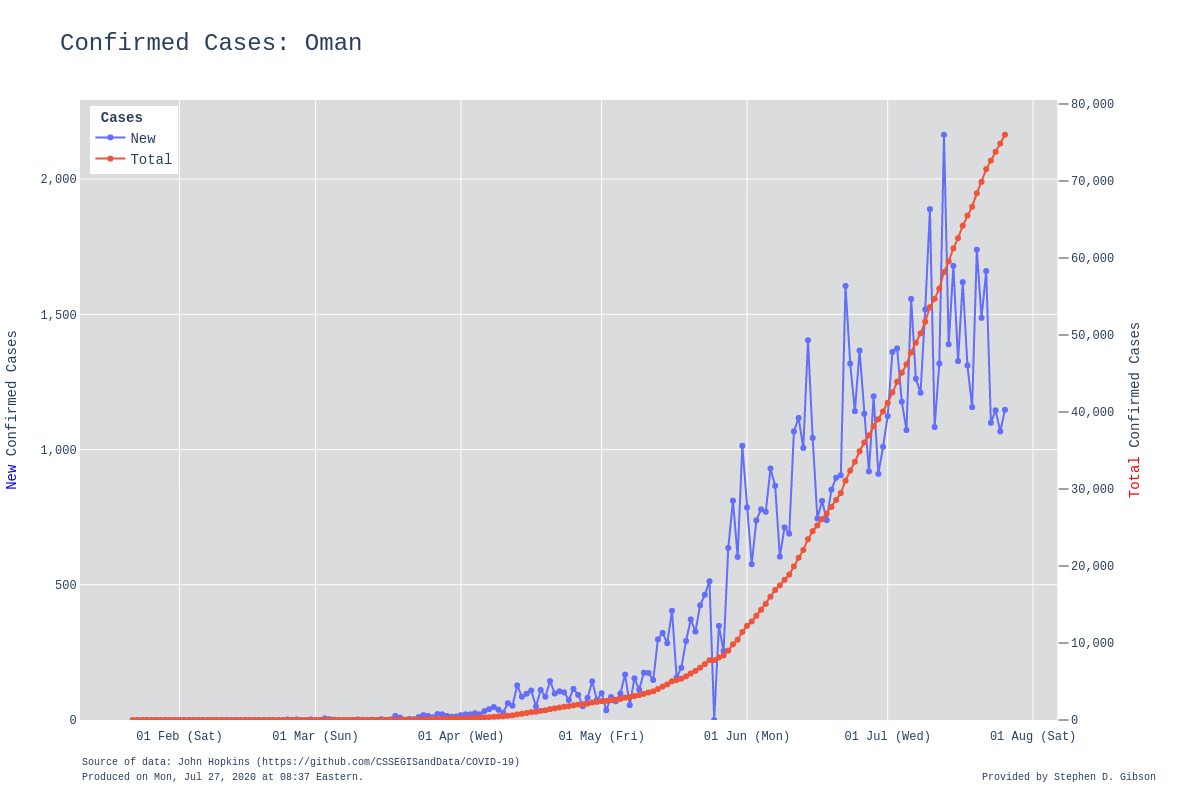 Confirmed Cases: Oman
Cases
New
Total
2,000
1,500
1,000
500
0
80,000
70,000
60,000
50,000
40,000
30,000
20,000
10,000
0
New Confirmed Cases
Total Confirmed Cases
01 Feb (Sat)
01 Mar (Sun)
01 Apr (Wed)
01 May (Fri)
01 Jun (Mon)
01 Jul (Wed)
01 Aug (Sat)
Source of data: John Hopkins (https://github.com/CSSEGISandData/COVID-19)
Produced on Mon, Jul 27, 2020 at 08:37 Eastern.
Provided by Stephen D. Gibson